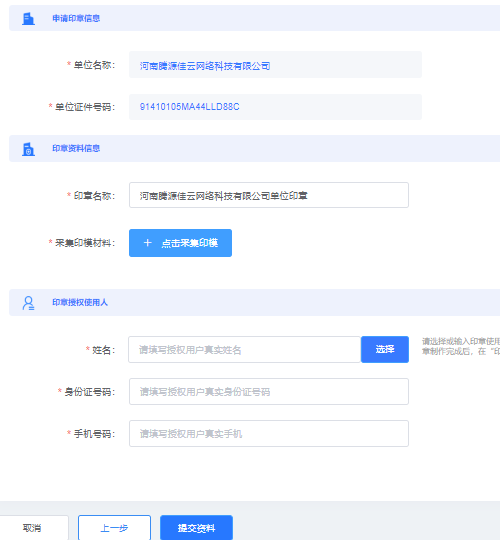 申请印章信息
* 单位名称: 河南腾源佳云网络科技有限公司
* 单位证件号码: 91410105MA44LLD88C
印章资料信息
* 印章名称: 河南腾源佳云网络科技有限公司单位印章
* 采集印模材料: + 点击采集印模
印章授权使用人
* 姓名: 请填写授权用户真实姓名 选择 请选择或输入印章使用
章制作完成后，在“印
* 身份证号码: 请填写授权用户真实身份证号码
* 手机号码: 请填写授权用户真实手机
取消 上一步 提交资料